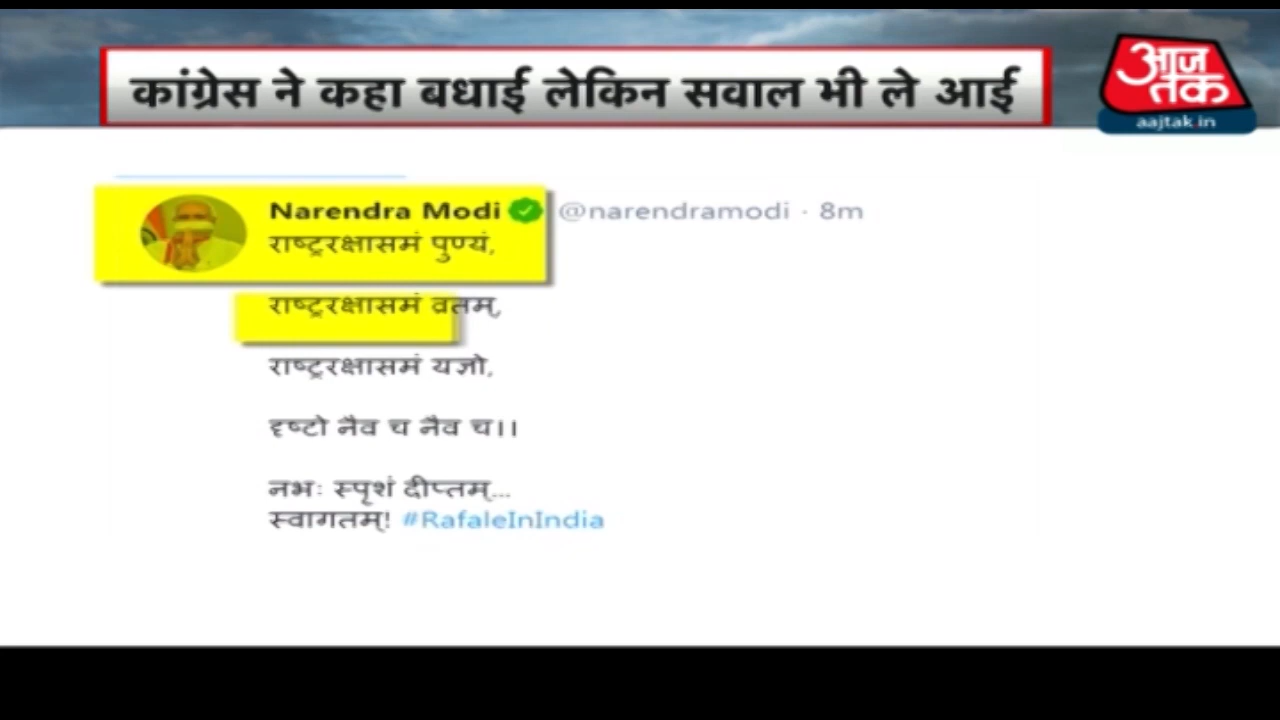 कांग्रेस ने कहा बधाई लेकिन सवाल भी ले आई
आज
तक
aajtak.in
Narendra Modi @narendramodi · 8m
राष्ट्ररक्षासमं पुण्यं,
राष्ट्ररक्षासमं व्रतम्,
राष्ट्ररक्षासमं यज्ञो,
दृष्टो नैव च नैव च।।
नभः स्पृशं दीप्तम्...
स्वागतम्! #RafaleInIndia